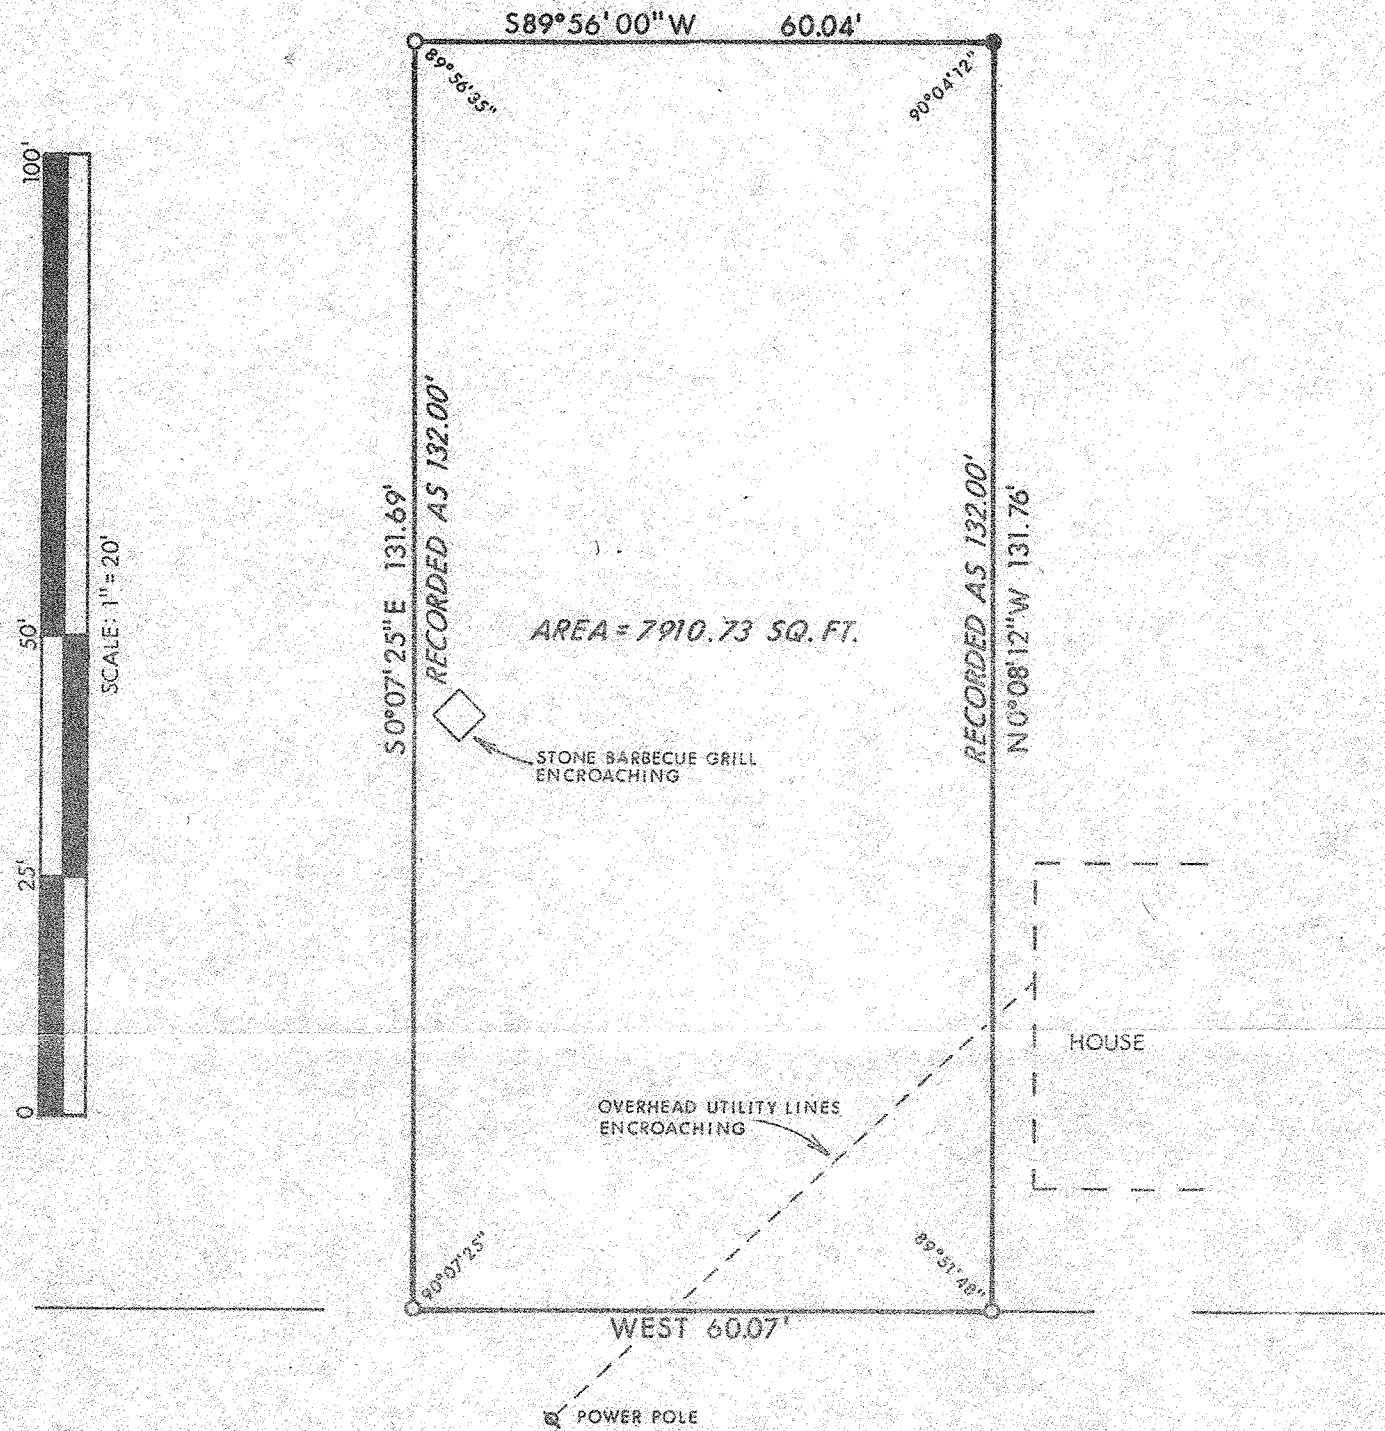 S89°56'00"W 60.04'
89°56'35"
90°04'12"
100'
50'
25'
0
SCALE: 1"=20'
S0°07'25"E 131.69'
RECORDED AS 132.00'
RECORDED AS 132.00'
N0°08'12"W 131.76'
AREA = 7910.73 SQ. FT.
STONE BARBECUE GRILL
ENCROACHING
HOUSE
OVERHEAD UTILITY LINES
ENCROACHING
90°07'25"
89°51'48"
WEST 60.07'
POWER POLE